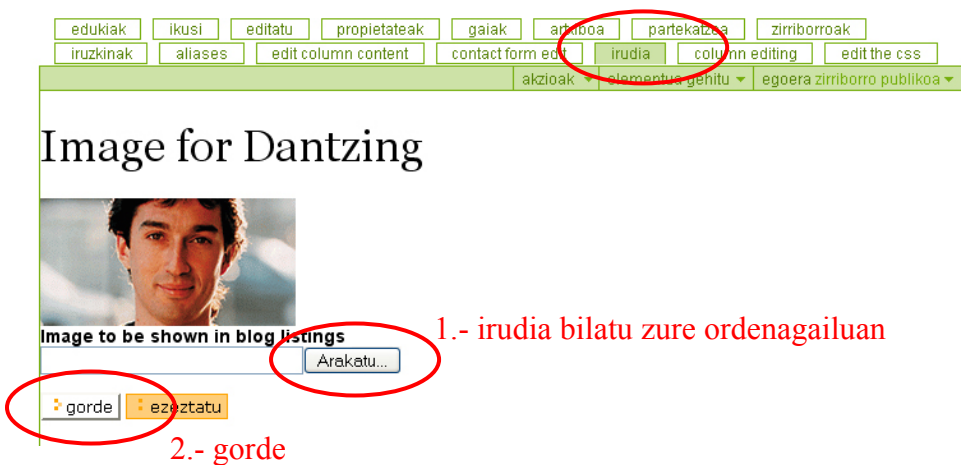 edukiak ikusi editatu propietateak gaiak artxiboa partekatzea zirriborroak
iruzkinak aliases edit column content contact form edit irudia column editing edit the css
akzioak elementua gehitu egoera zirriborro publikoa
Image for Dantzing
Image to be shown in blog listings
1.- irudia bilatu zure ordenagailuan
Arakatu...
gorde ezeztatu
2.- gorde